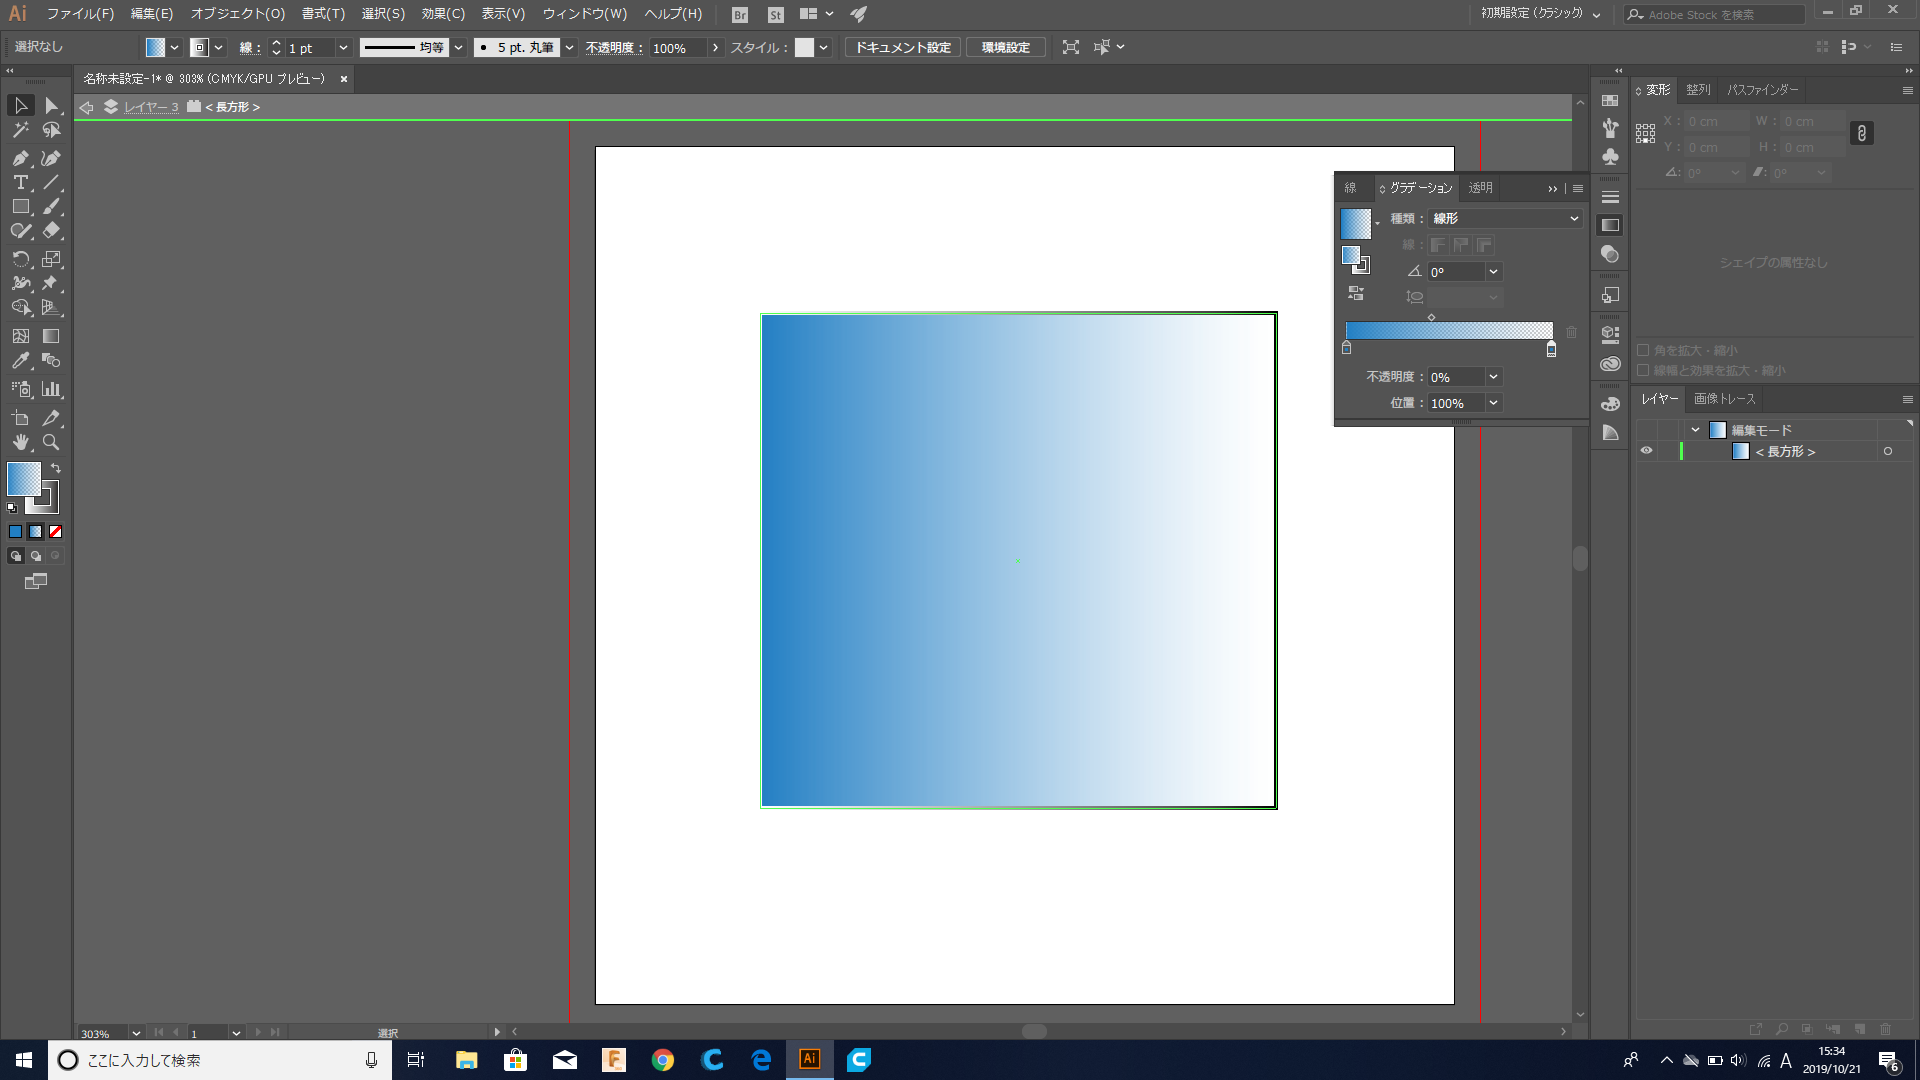 Ai ファイル(F) 編集(E) オブジェクト(O) 書式(T) 選択(S) 効果(C) 表示(V) ウィンドウ(W) ヘルプ(H) Br St 初期設定 (クラシック) Adobe Stock を検索
選択なし 線 : 1 pt 均等 5 pt. 丸筆 不透明度 : 100% スタイル : ドキュメント設定 環境設定
名称未設定-1* @ 303% (CMYK/GPU プレビュー)
レイヤー 3 < 長方形 >
変形 整列 パスファインダー
X : 0 cm W : 0 cm
Y : 0 cm H : 0 cm
0° 0°
シェイプの属性なし
角を拡大・縮小
線幅と効果を拡大・縮小
線 グラデーション 透明
種類 : 線形
線 :
0°
不透明度 : 0%
位置 : 100%
レイヤー 画像トレース
編集モード
< 長方形 >
303% 1 選択
ここに入力して検索
F
Ai
A
15:34
2019/10/21
6